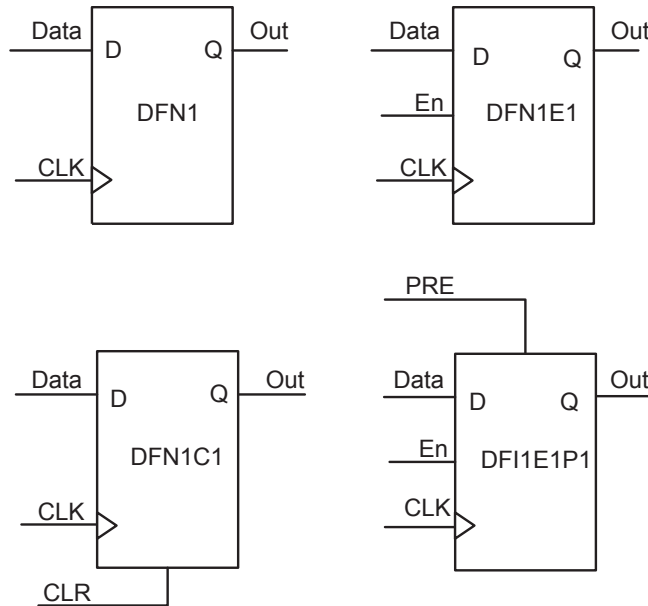 Data
D
Q
Out
DFN1
CLK
Data
D
Q
Out
En
DFN1E1
CLK
Data
D
Q
Out
DFN1C1
CLK
CLR
PRE
Data
D
Q
Out
En
DFI1E1P1
CLK